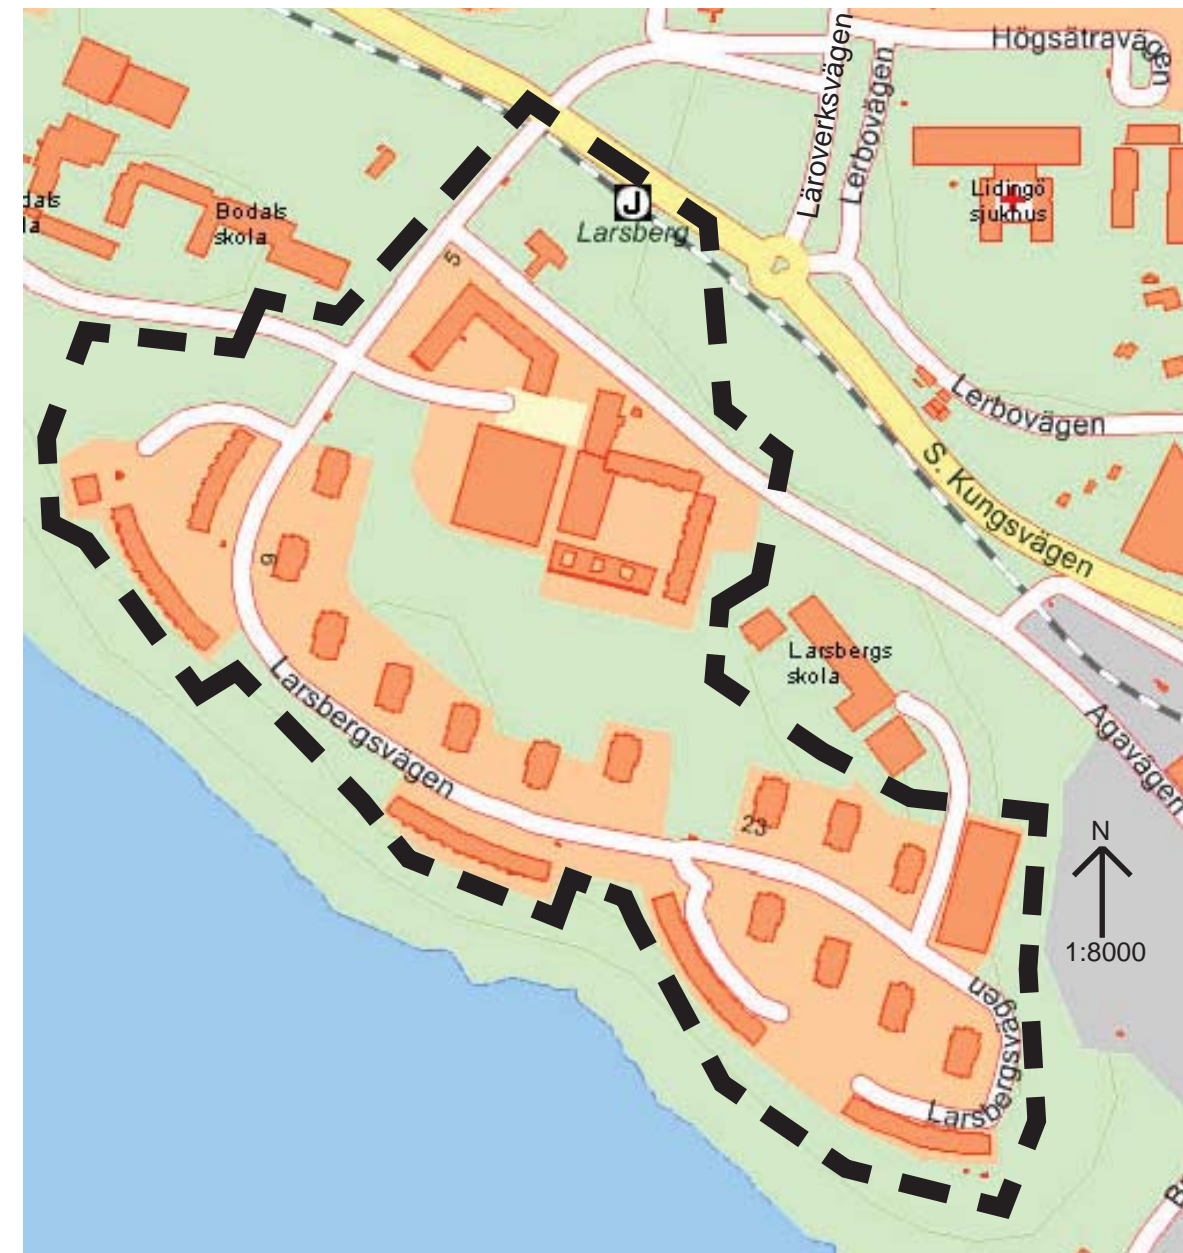 Högsätravägen
Läroverksvägen
Lerbovägen
Lidingö
sjukhus
J
Larsberg
dals
la
Bodals
skola
5
Lerbovägen
S. Kungsvägen
9
Larsbergs
skola
Larsbergsvägen
Agavägen
23
N
1:8000
Larsbergsvägen
Larsbergsvägen
B